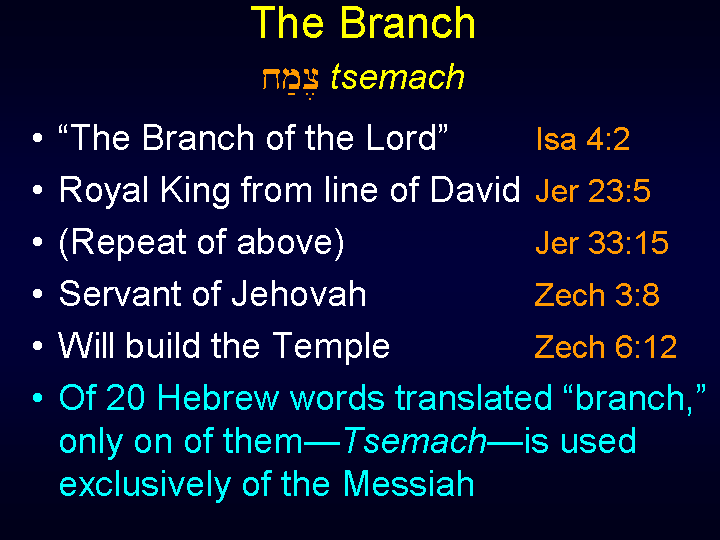 The Branch
צֶמַח tsemach
• “The Branch of the Lord” Isa 4:2
• Royal King from line of David Jer 23:5
• (Repeat of above) Jer 33:15
• Servant of Jehovah Zech 3:8
• Will build the Temple Zech 6:12
• Of 20 Hebrew words translated “branch,”
only on of them—Tsemach—is used
exclusively of the Messiah